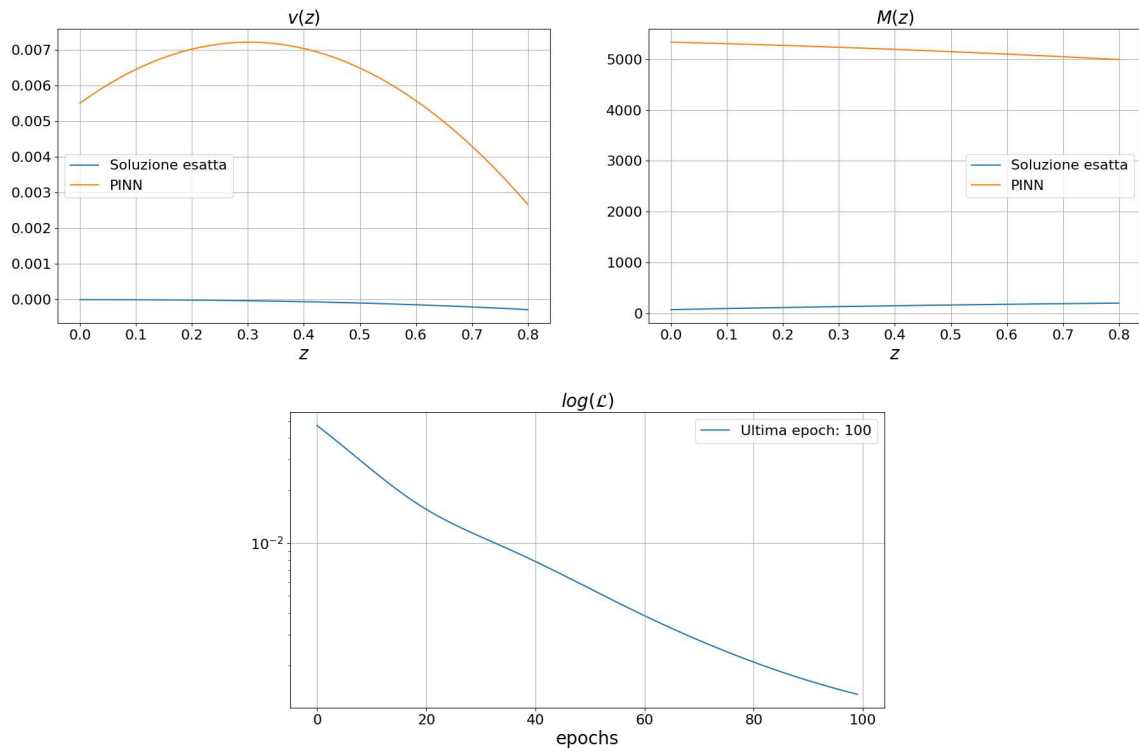 v(z)
0.007
0.006
0.005
0.004
0.003
0.002
0.001
0.000
Soluzione esatta
PINN
0.0 0.1 0.2 0.3 0.4 0.5 0.6 0.7 0.8
z
M(z)
5000
4000
3000
2000
1000
0
Soluzione esatta
PINN
0.0 0.1 0.2 0.3 0.4 0.5 0.6 0.7 0.8
z
log(ℒ)
Ultima epoch: 100
10⁻²
0 20 40 60 80 100
epochs